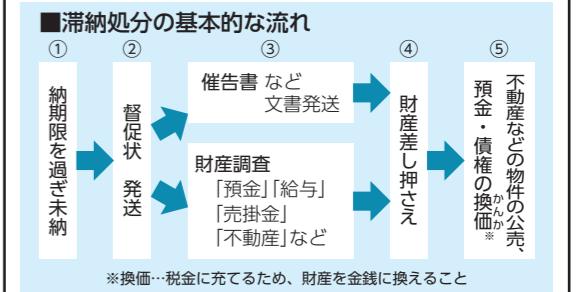 ■滞納処分の基本的な流れ
①
納期限を過ぎ未納
②
督促状 発送
③
催告書 など
文書発送
財産調査
「預金」「給与」
「売掛金」
「不動産」など
④
財産差し押さえ
⑤
不動産などの物件の公売、
預金・債権の換価※
かんか
※換価…税金に充てるため、財産を金銭に換えること